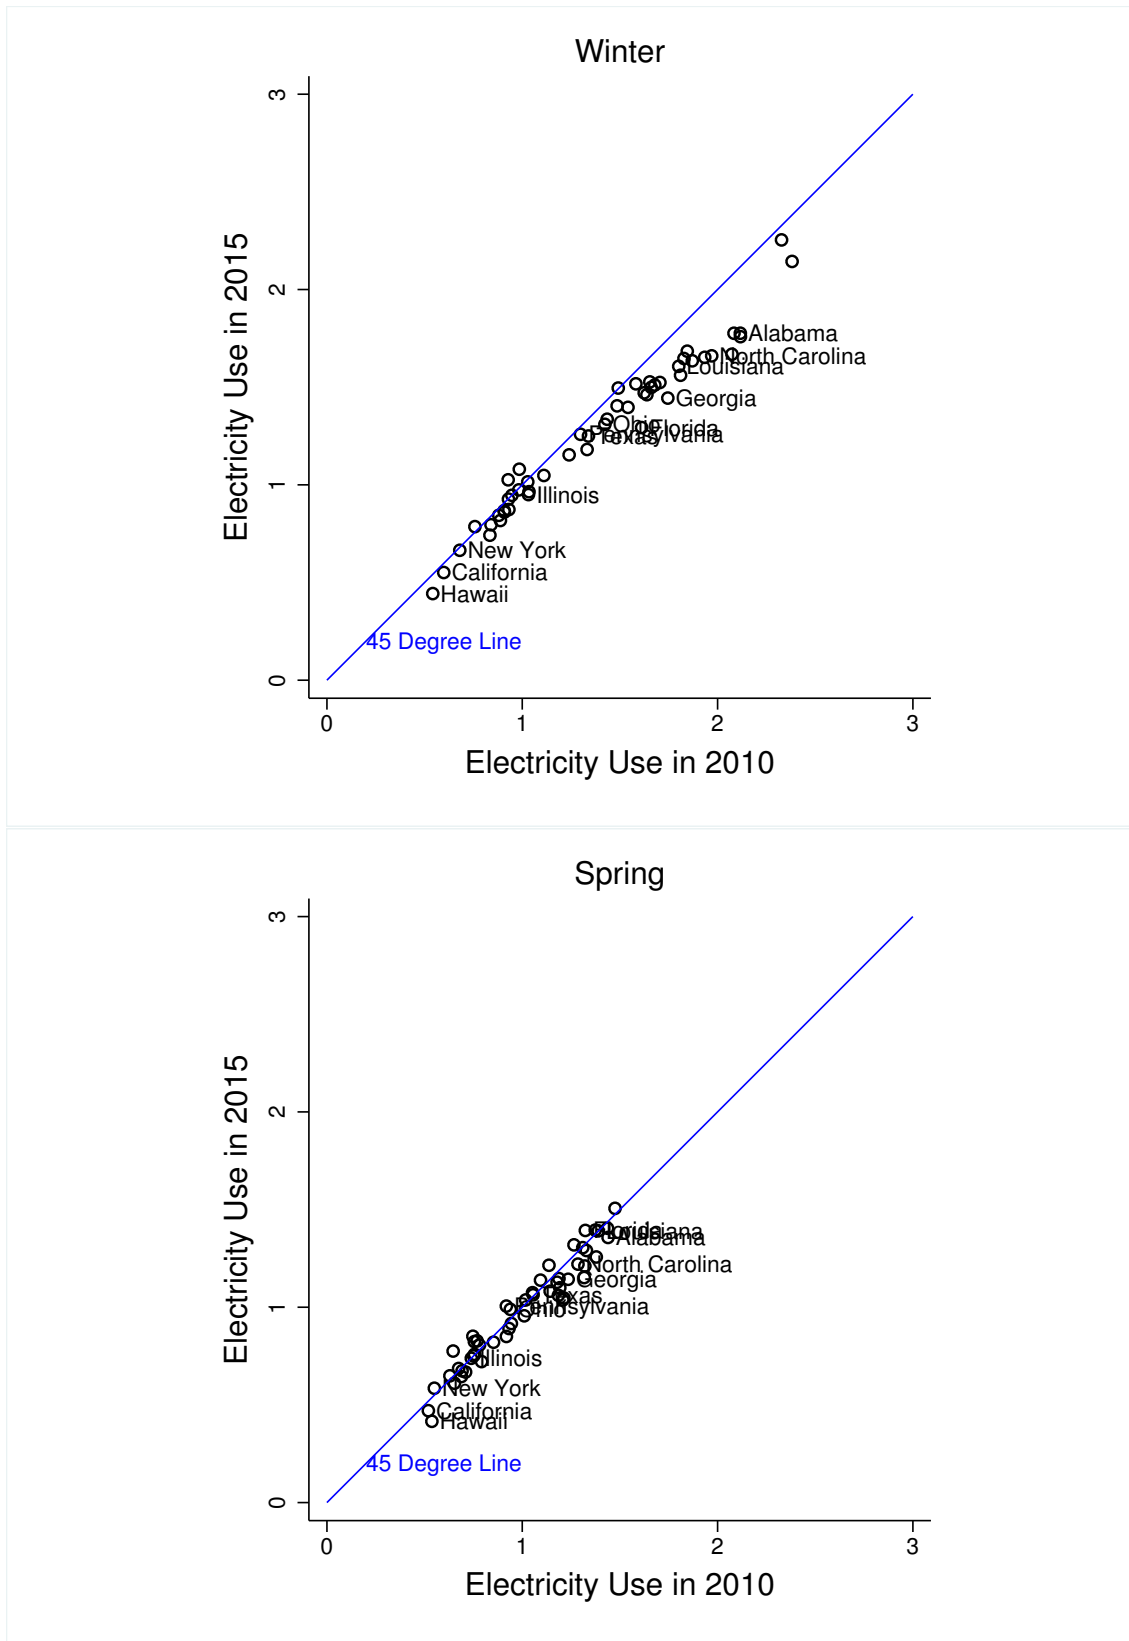 Winter
3
2
1
0
Electricity Use in 2015
Alabama
North Carolina
Louisiana
Georgia
Ohio
Florida
Pennsylvania
Texas
Illinois
New York
California
Hawaii
45 Degree Line
0 1 2 3
Electricity Use in 2010
Spring
3
2
1
0
Electricity Use in 2015
Florida
Louisiana
Alabama
North Carolina
Georgia
Texas
Pennsylvania
Ohio
Illinois
New York
California
Hawaii
45 Degree Line
0 1 2 3
Electricity Use in 2010